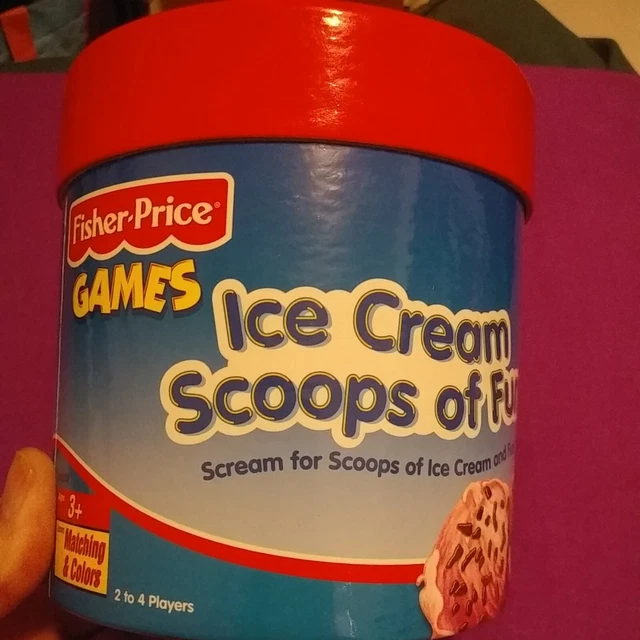 Fisher-Price®
GAMES
Ice Cream
Scoops of Fu
Scream for Scoops of Ice Cream and
3+
Matching
& Colors
2 to 4 Players